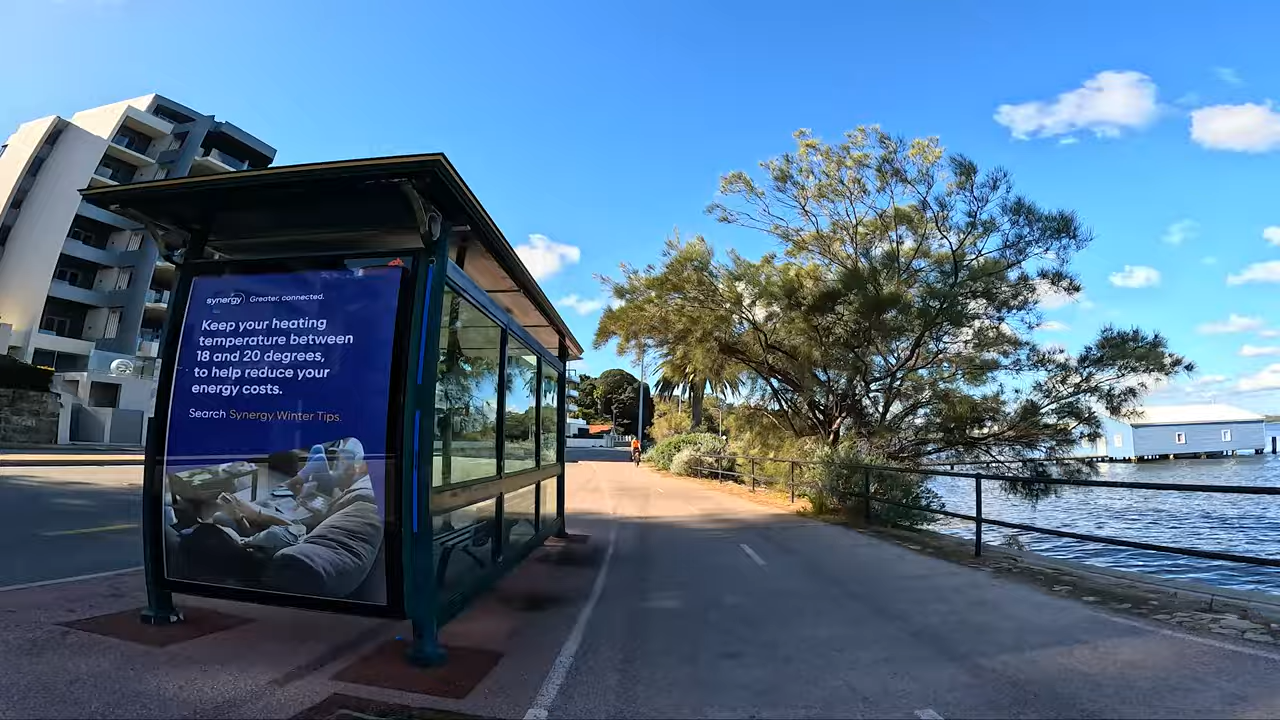 synergy Greater, connected.
Keep your heating
temperature between
18 and 20 degrees,
to help reduce your
energy costs.
Search Synergy Winter Tips.